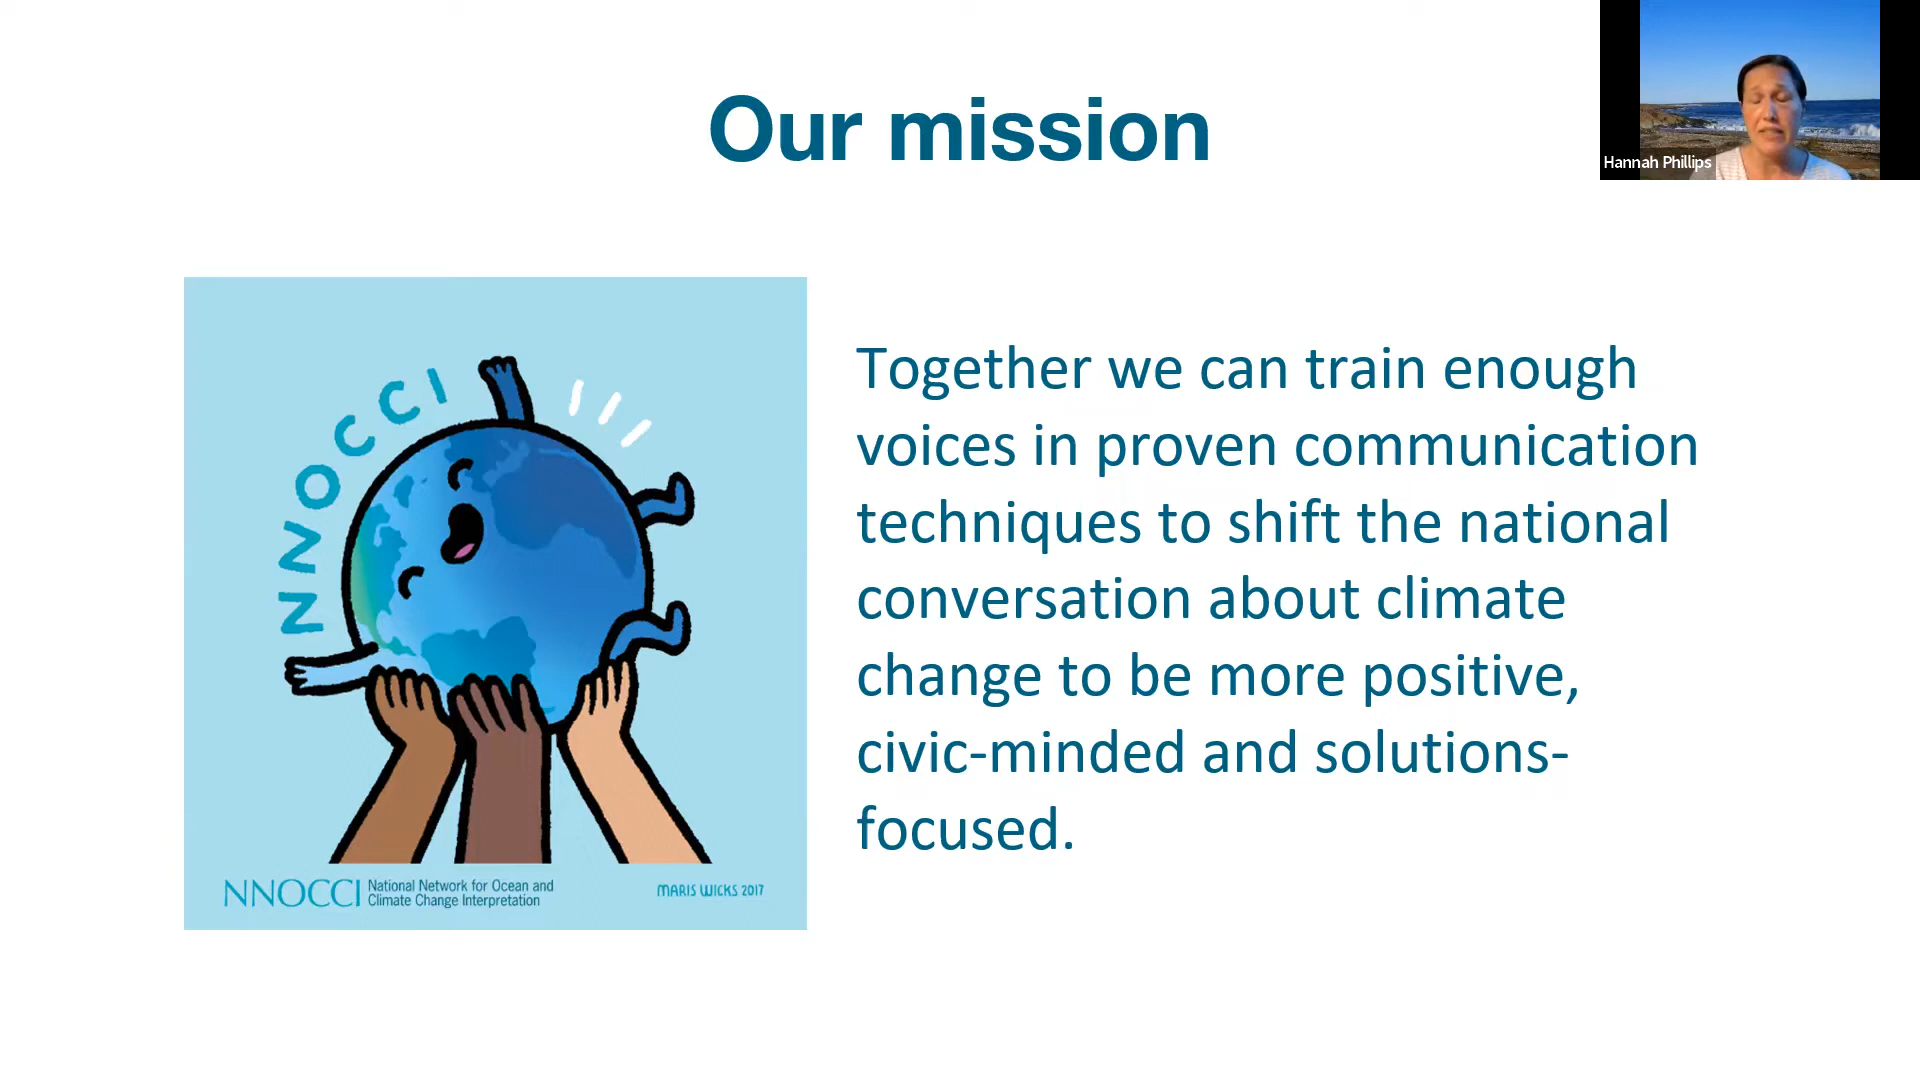 Our mission
Hannah Phillips
NNOCCI
Together we can train enough
voices in proven communication
techniques to shift the national
conversation about climate
change to be more positive,
civic-minded and solutions-
focused.
NNOCCI
National Network for Ocean and
Climate Change Interpretation
MARIS WICKS 2017